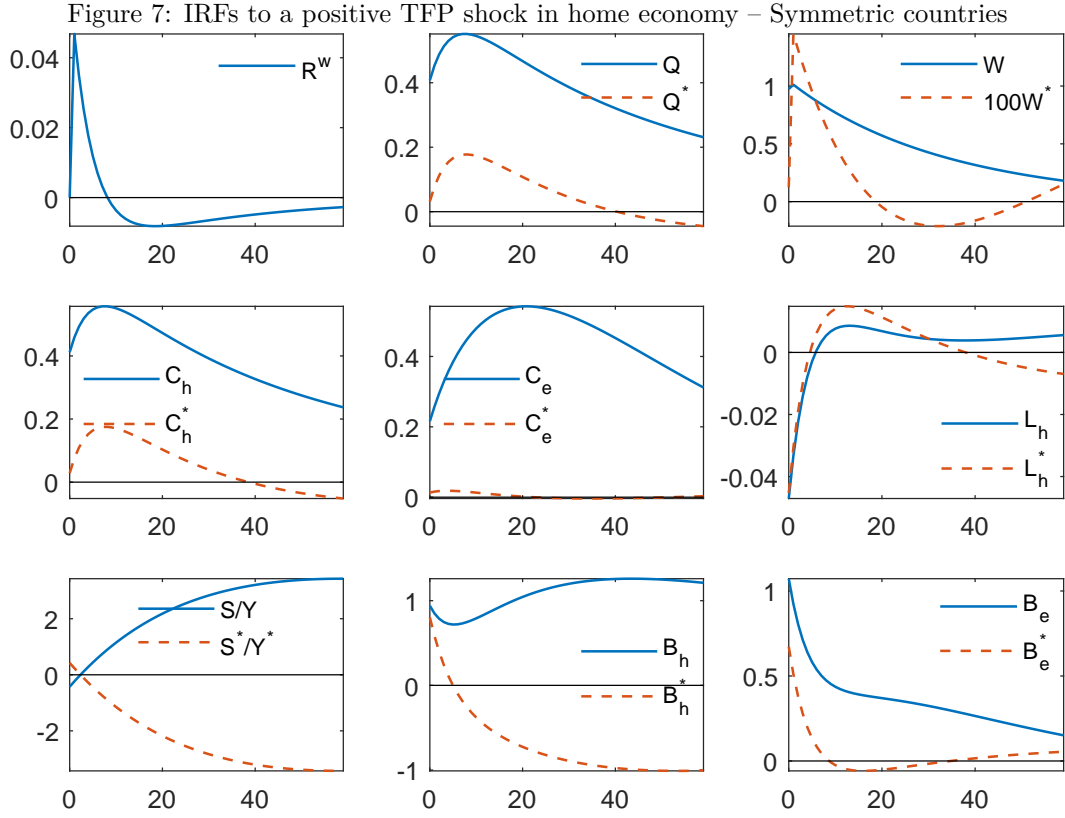 Figure 7: IRFs to a positive TFP shock in home economy – Symmetric countries
0.04
0.02
0
0 20 40
R^w
0.4
0.2
0
0 20 40
Q
Q^*
1
0.5
0
0 20 40
W
100W^*
0.4
0.2
0
0 20 40
C_h
C_h^*
0.4
0.2
0
0 20 40
C_e
C_e^*
0
-0.02
-0.04
0 20 40
L_h
L_h^*
2
0
-2
0 20 40
S/Y
S^*/Y^*
1
0
-1
0 20 40
B_h
B_h^*
1
0.5
0
0 20 40
B_e
B_e^*